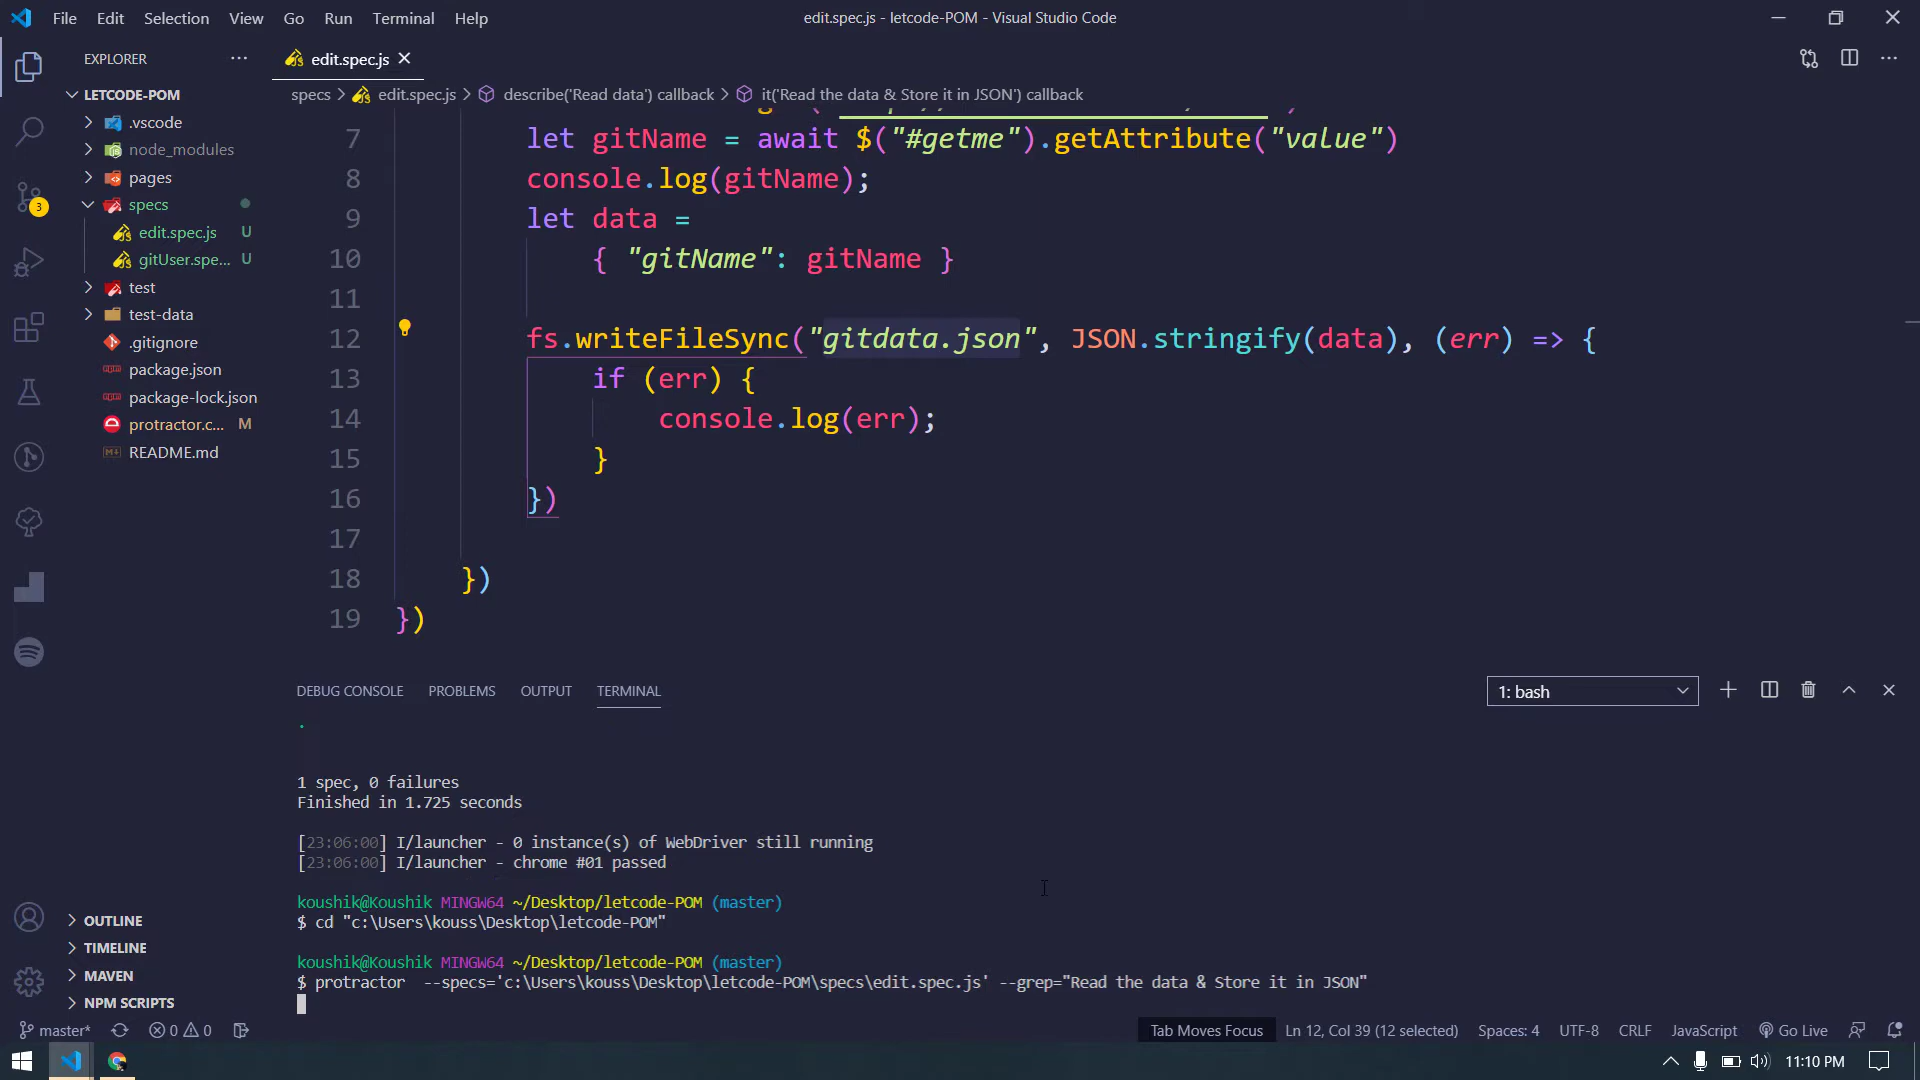 File Edit Selection View Go Run Terminal Help
edit.spec.js - letcode-POM - Visual Studio Code
EXPLORER
edit.spec.js
LETCODE-POM
specs > edit.spec.js > describe('Read data') callback > it('Read the data & Store it in JSON') callback
.vscode
node_modules
pages
specs
edit.spec.js U
gitUser.spe... U
test
test-data
.gitignore
package.json
package-lock.json
protractor.c... M
README.md
3
7 let gitName = await $("#getme").getAttribute("value")
8 console.log(gitName);
9 let data =
10 { "gitName": gitName }
11
12 fs.writeFileSync("gitdata.json", JSON.stringify(data), (err) => {
13 if (err) {
14 console.log(err);
15 }
16 })
17
18 })
19 })
DEBUG CONSOLE PROBLEMS OUTPUT TERMINAL
1: bash
.
1 spec, 0 failures
Finished in 1.725 seconds
[23:06:00] I/launcher - 0 instance(s) of WebDriver still running
[23:06:00] I/launcher - chrome #01 passed
koushik@Koushik MINGW64 ~/Desktop/letcode-POM (master)
$ cd "c:\Users\kouss\Desktop\letcode-POM"
koushik@Koushik MINGW64 ~/Desktop/letcode-POM (master)
$ protractor  --specs='c:\Users\kouss\Desktop\letcode-POM\specs\edit.spec.js' --grep="Read the data & Store it in JSON"
OUTLINE
TIMELINE
MAVEN
NPM SCRIPTS
master* 0 0
Tab Moves Focus Ln 12, Col 39 (12 selected) Spaces: 4 UTF-8 CRLF JavaScript Go Live
11:10 PM